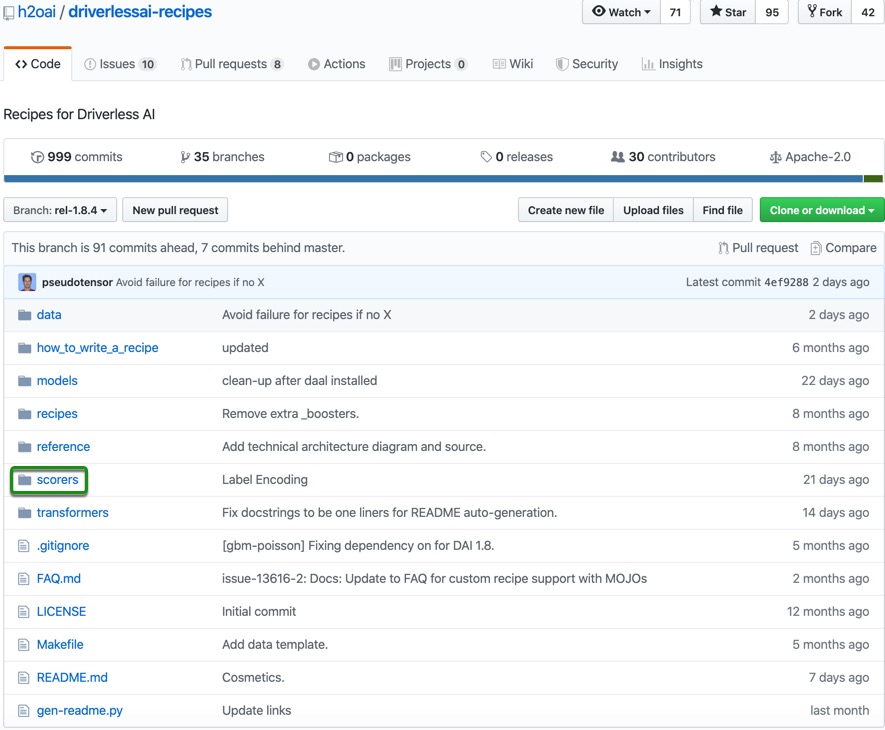 h2oai / driverlessai-recipes
Watch 71 Star 95 Fork 42
Code Issues 10 Pull requests 8 Actions Projects 0 Wiki Security Insights
Recipes for Driverless AI
999 commits 35 branches 0 packages 0 releases 30 contributors Apache-2.0
Branch: rel-1.8.4 New pull request Create new file Upload files Find file Clone or download
This branch is 91 commits ahead, 7 commits behind master. Pull request Compare
pseudotensor Avoid failure for recipes if no X Latest commit 4ef9288 2 days ago
data Avoid failure for recipes if no X 2 days ago
how_to_write_a_recipe updated 6 months ago
models clean-up after daal installed 22 days ago
recipes Remove extra _boosters. 8 months ago
reference Add technical architecture diagram and source. 8 months ago
scorers Label Encoding 21 days ago
transformers Fix docstrings to be one liners for README auto-generation. 14 days ago
.gitignore [gbm-poisson] Fixing dependency on for DAI 1.8. 5 months ago
FAQ.md issue-13616-2: Docs: Update to FAQ for custom recipe support with MOJOs 2 months ago
LICENSE Initial commit 12 months ago
Makefile Add data template. 5 months ago
README.md Cosmetics. 7 days ago
gen-readme.py Update links last month